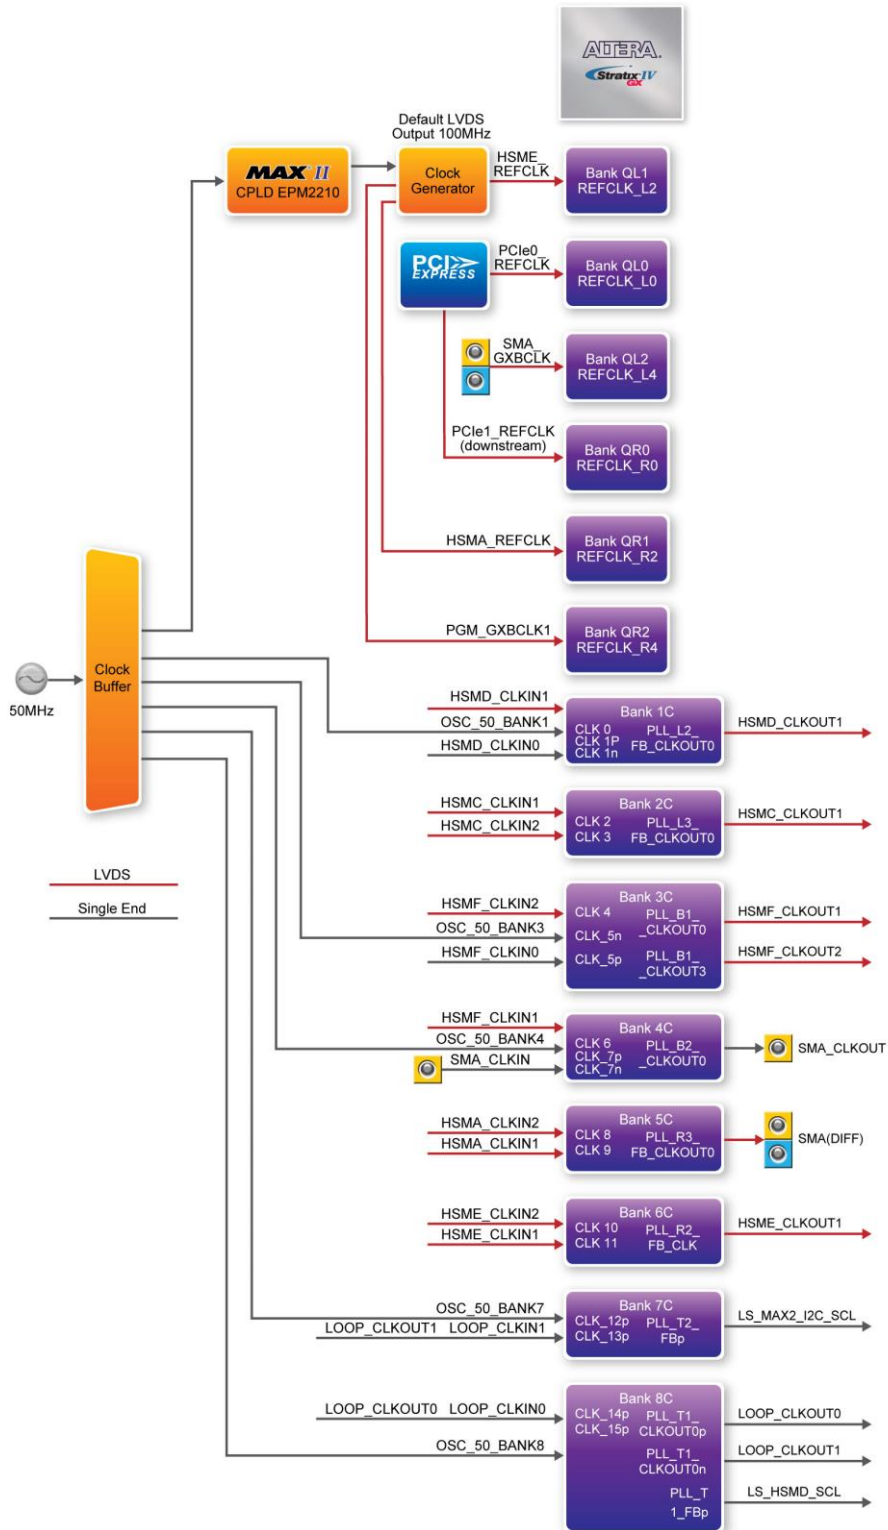 ALTERA.
Stratix IV
GX
Default LVDS
Output 100MHz
MAX II
CPLD EPM2210
Clock
Generator
HSME_
REFCLK
Bank QL1
REFCLK_L2
PCI
EXPRESS
PCIe0_
REFCLK
Bank QL0
REFCLK_L0
SMA_
GXBCLK
Bank QL2
REFCLK_L4
PCIe1_REFCLK
(downstream)
Bank QR0
REFCLK_R0
HSMA_REFCLK
Bank QR1
REFCLK_R2
PGM_GXBCLK1
Bank QR2
REFCLK_R4
50MHz
Clock
Buffer
LVDS
Single End
HSMD_CLKIN1
OSC_50_BANK1
HSMD_CLKIN0
Bank 1C
CLK 0
CLK 1P
CLK 1n
PLL_L2_
FB_CLKOUT0
HSMD_CLKOUT1
HSMC_CLKIN1
HSMC_CLKIN2
Bank 2C
CLK 2
CLK 3
PLL_L3_
FB_CLKOUT0
HSMC_CLKOUT1
HSMF_CLKIN2
OSC_50_BANK3
HSMF_CLKIN0
Bank 3C
CLK 4
CLK_5n
CLK_5p
PLL_B1_
_CLKOUT0
PLL_B1_
_CLKOUT3
HSMF_CLKOUT1
HSMF_CLKOUT2
HSMF_CLKIN1
OSC_50_BANK4
SMA_CLKIN
Bank 4C
CLK 6
CLK_7p
CLK_7n
PLL_B2_
_CLKOUT0
SMA_CLKOUT
HSMA_CLKIN2
HSMA_CLKIN1
Bank 5C
CLK 8
CLK 9
PLL_R3_
FB_CLKOUT0
SMA(DIFF)
HSME_CLKIN2
HSME_CLKIN1
Bank 6C
CLK 10
CLK 11
PLL_R2_
FB_CLK
HSME_CLKOUT1
OSC_50_BANK7
LOOP_CLKOUT1 LOOP_CLKIN1
Bank 7C
CLK_12p
CLK_13p
PLL_T2_
FBp
LS_MAX2_I2C_SCL
LOOP_CLKOUT0 LOOP_CLKIN0
OSC_50_BANK8
Bank 8C
CLK_14p
CLK_15p
PLL_T1_
CLKOUT0p
PLL_T1_
CLKOUT0n
PLL_T
1_FBp
LOOP_CLKOUT0
LOOP_CLKOUT1
LS_HSMD_SCL